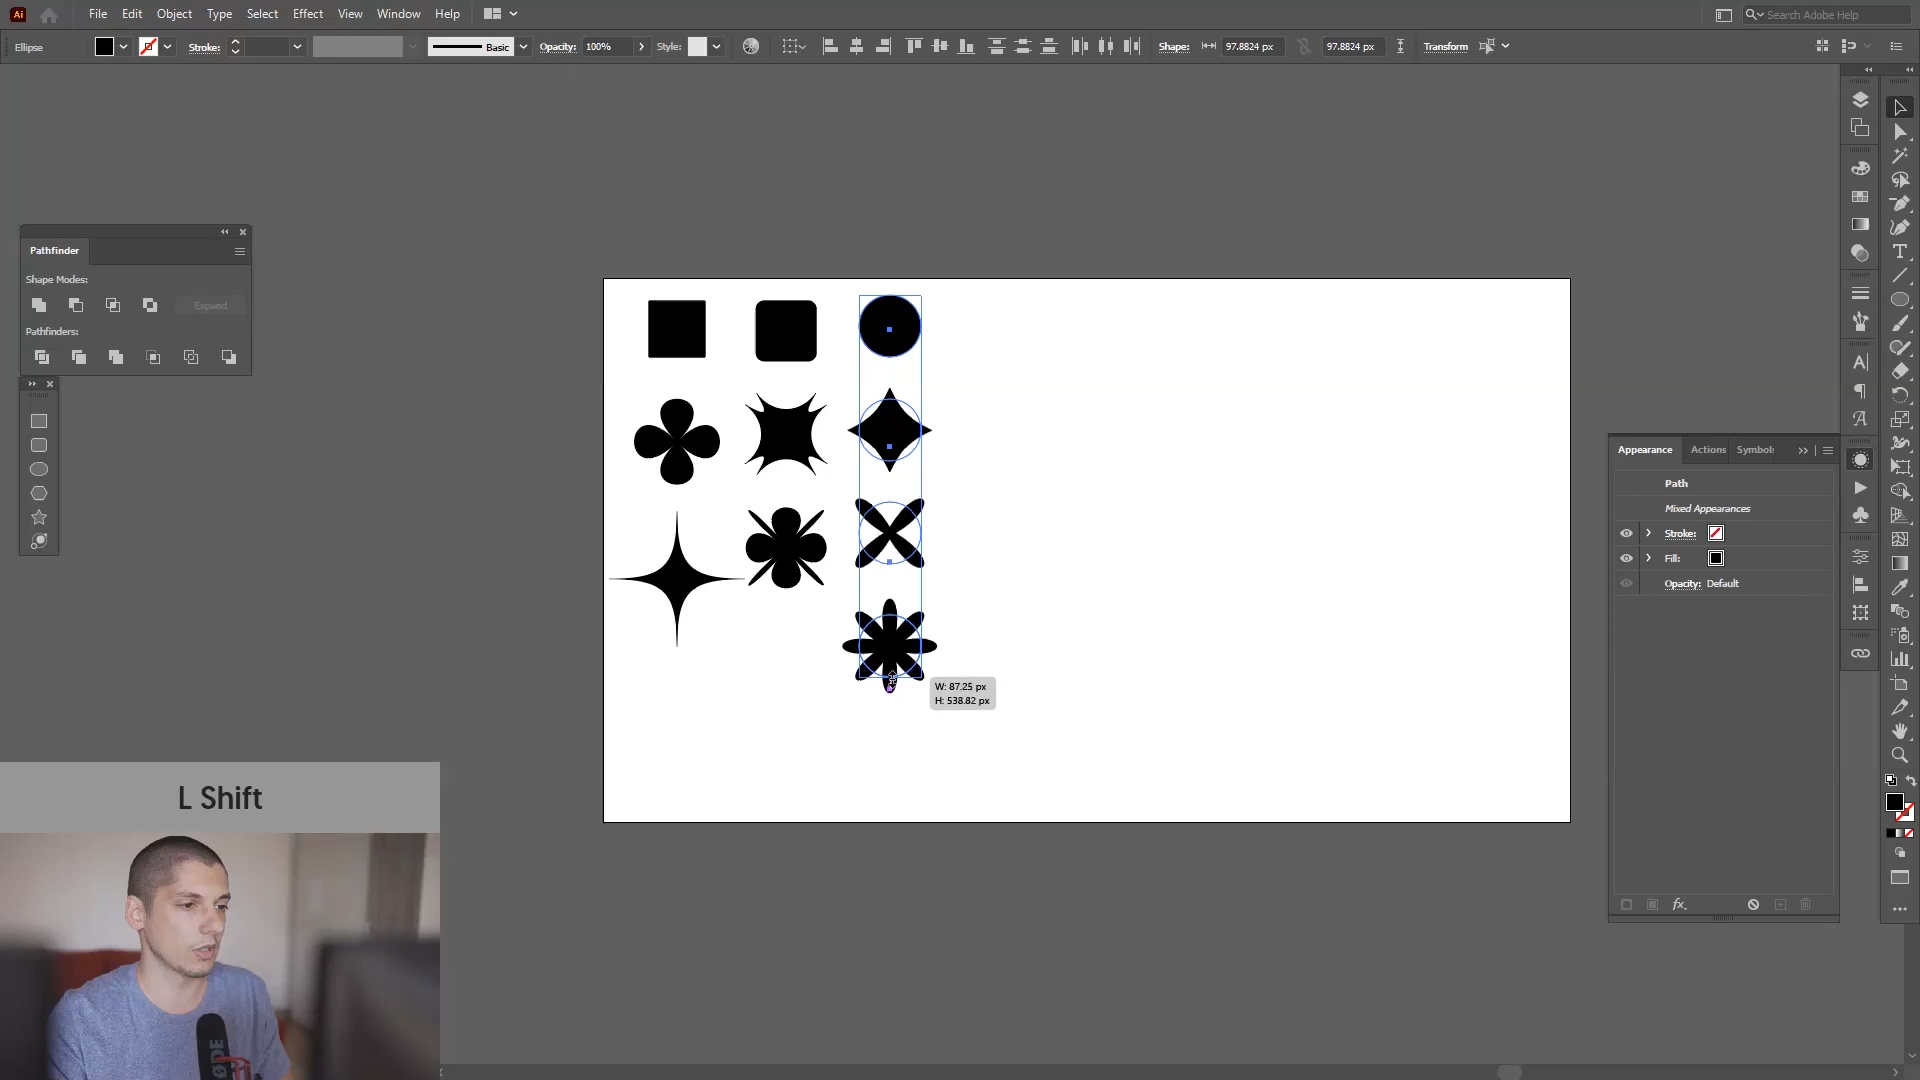 Ai File Edit Object Type Select Effect View Window Help Search Adobe Help
Ellipse Stroke: Basic Opacity: 100% Style: Shape: 97.8824 px 97.8824 px Transform
Pathfinder
Shape Modes:
Expand
Pathfinders:
Appearance Actions Symbols
Path
Mixed Appearances
Stroke:
Fill:
Opacity: Default
fx.
W: 87.25 px
H: 538.82 px
L Shift